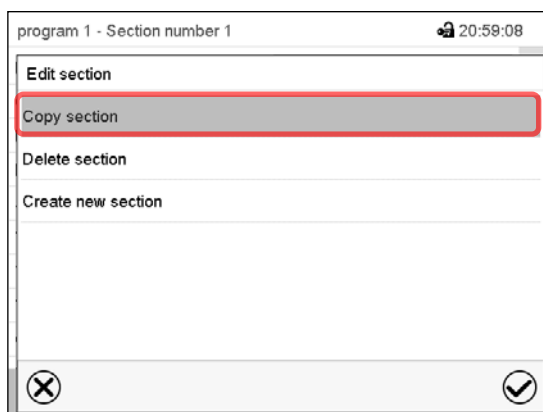 program 1 - Section number 1 20:59:08
Edit section
Copy section
Delete section
Create new section